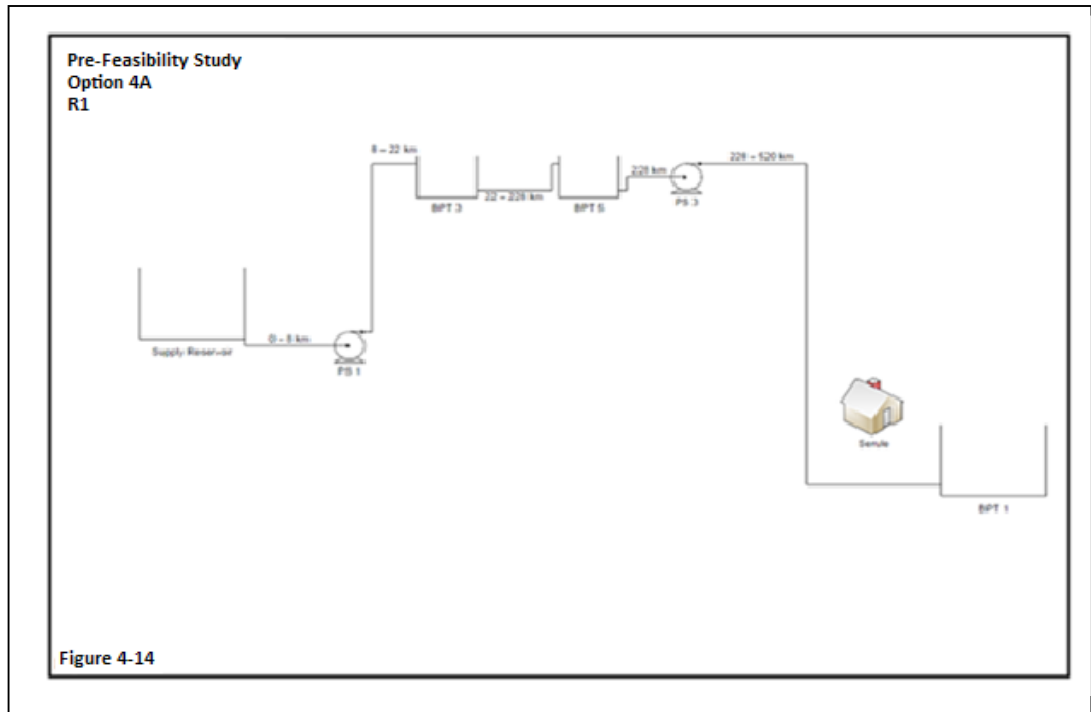 Pre-Feasibility Study
Option 4A
R1
8 – 22 km
228 – 520 km
228 km
22 – 228 km
BPT 3
BPT 5
PS 3
0 – 8 km
Supply Reservoir
PS 1
Serrule
BPT 1
Figure 4-14